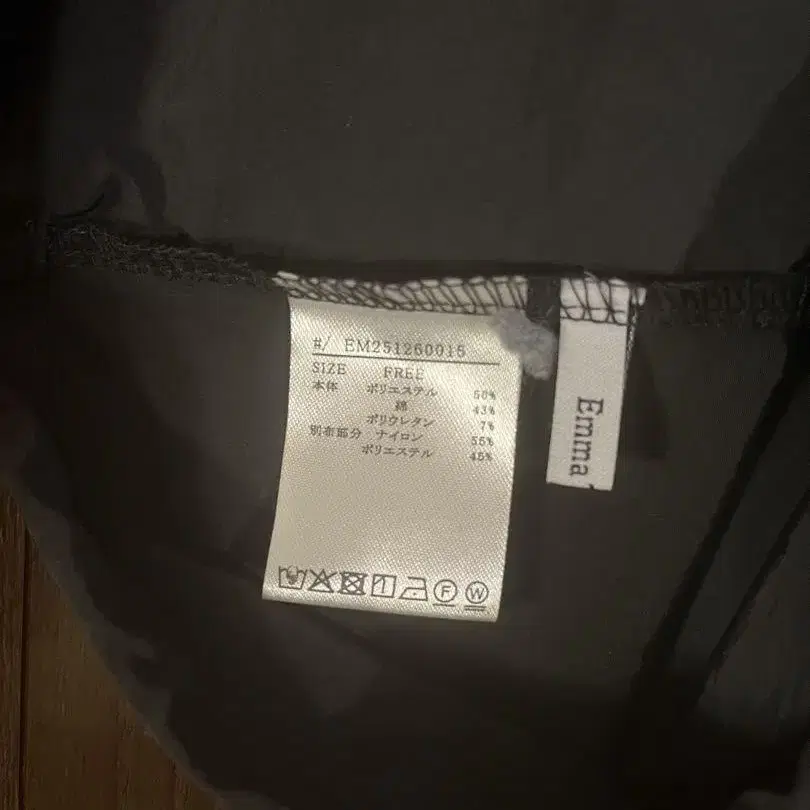 #/ EM251260015
SIZE FREE
本体 ポリエステル 50%
綿 43%
ポリウレタン 7%
別布部分 ナイロン 55%
ポリエステル 45%
F W
Emma